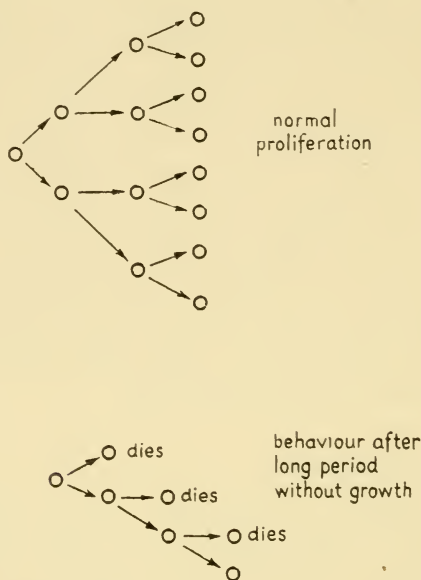 normal
proliferation
dies
behaviour after
long period
without growth
dies
dies